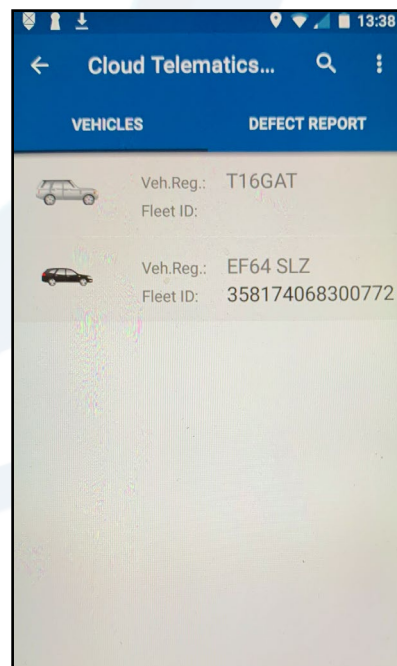 13:38
Cloud Telematics...
VEHICLES
DEFECT REPORT
Veh.Reg.: T16GAT
Fleet ID:
Veh.Reg.: EF64 SLZ
Fleet ID: 358174068300772